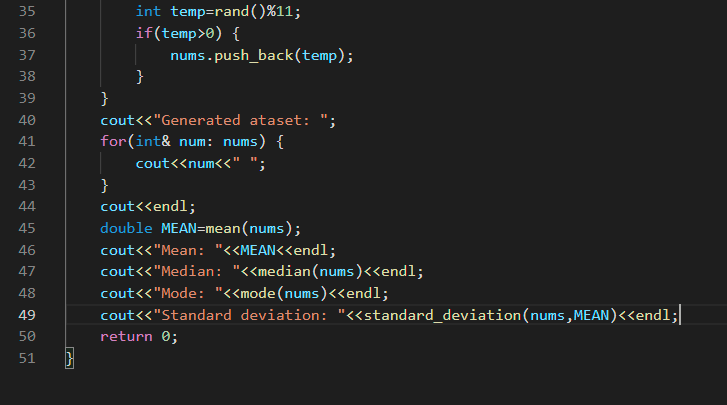 35 int temp=rand()%11;
36 if(temp>0) {
37 nums.push_back(temp);
38 }
39 }
40 cout<<"Generated ataset: ";
41 for(int& num: nums) {
42 cout<<num<<" ";
43 }
44 cout<<endl;
45 double MEAN=mean(nums);
46 cout<<"Mean: "<<MEAN<<endl;
47 cout<<"Median: "<<median(nums)<<endl;
48 cout<<"Mode: "<<mode(nums)<<endl;
49 cout<<"Standard deviation: "<<standard_deviation(nums,MEAN)<<endl;
50 return 0;
51 }